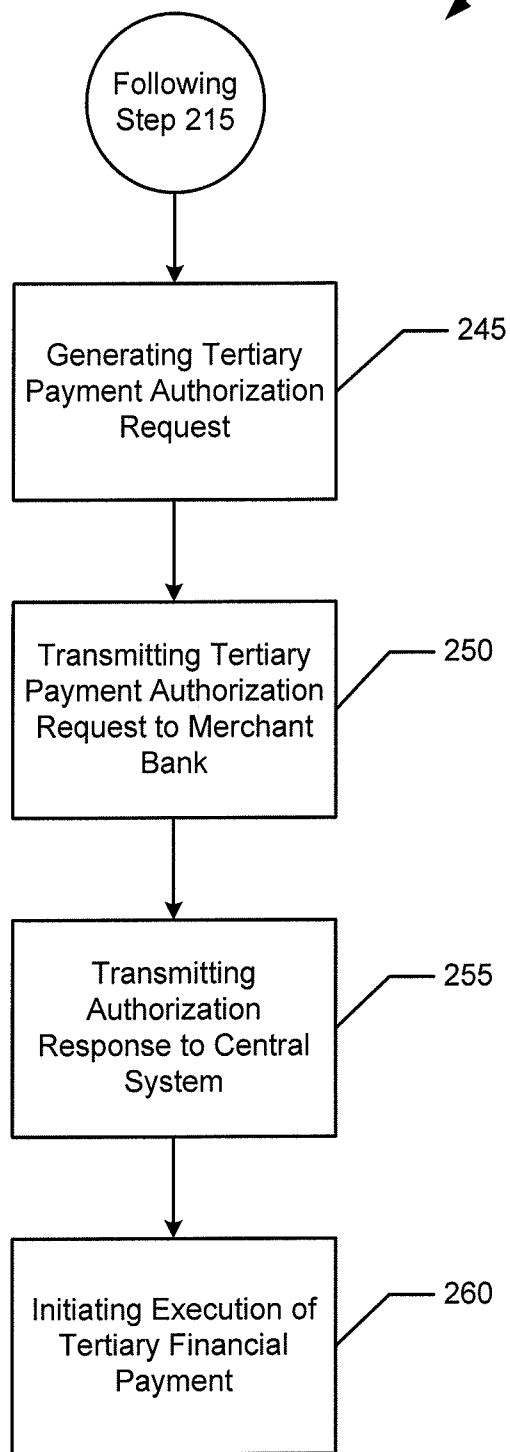 Following
Step 215
Generating Tertiary
Payment Authorization
Request
245
Transmitting Tertiary
Payment Authorization
Request to Merchant
Bank
250
Transmitting
Authorization
Response to Central
System
255
Initiating Execution of
Tertiary Financial
Payment
260